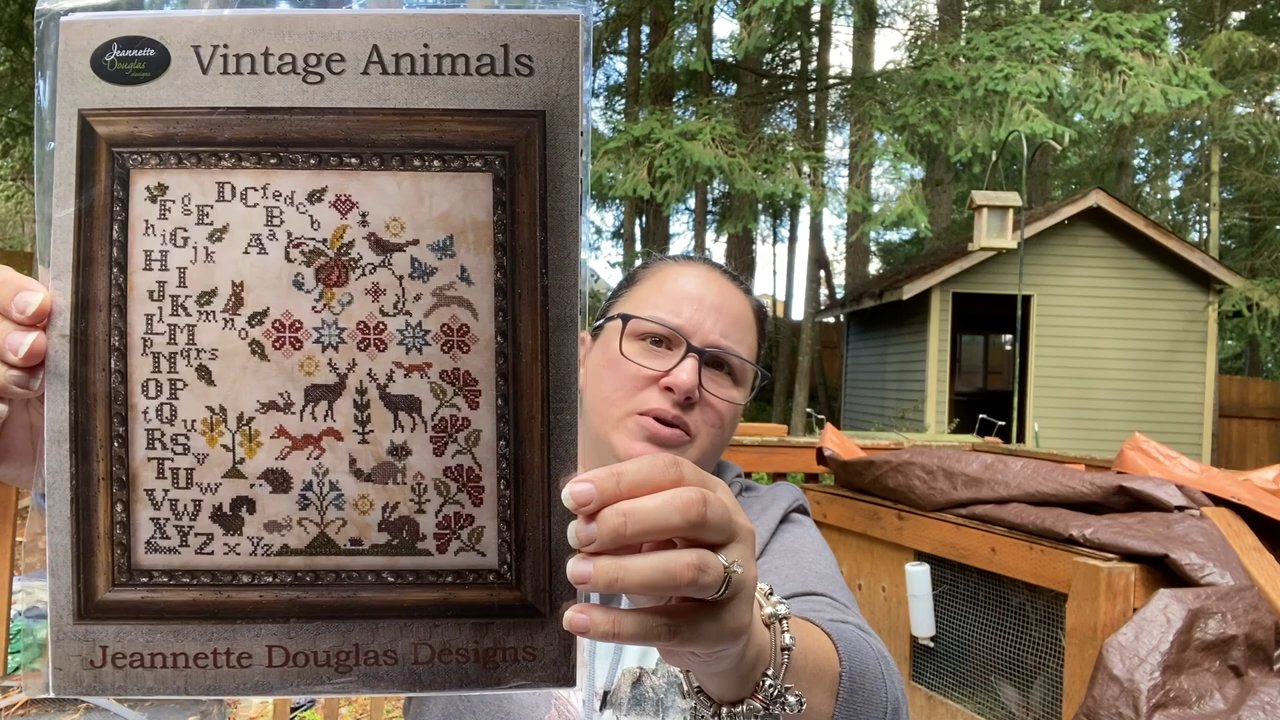 Jeannette
Douglas
designs
Vintage Animals
D C f e d c b
F g E B
h i G A a
j k
H I
J K
l M m n o
L
p N q r s
O P
t Q u
R S v
T U w
V W
X Y Z x y z
Jeannette Douglas Designs